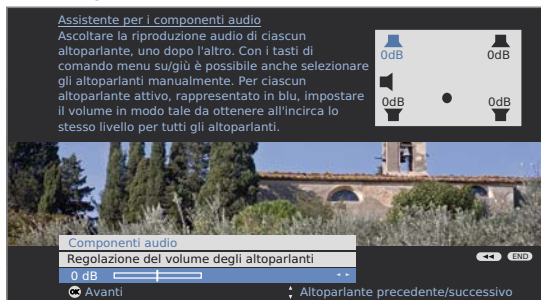 Assistente per i componenti audio
Ascoltare la riproduzione audio di ciascun
altoparlante, uno dopo l'altro. Con i tasti di
comando menu su/giù è possibile anche selezionare
gli altoparlanti manualmente. Per ciascun
altoparlante attivo, rappresentato in blu, impostare
il volume in modo tale da ottenere all'incirca lo
stesso livello per tutti gli altoparlanti.
0dB
0dB
0dB
0dB
Componenti audio
Regolazione del volume degli altoparlanti
0 dB
END
OK Avanti
Altoparlante precedente/successivo